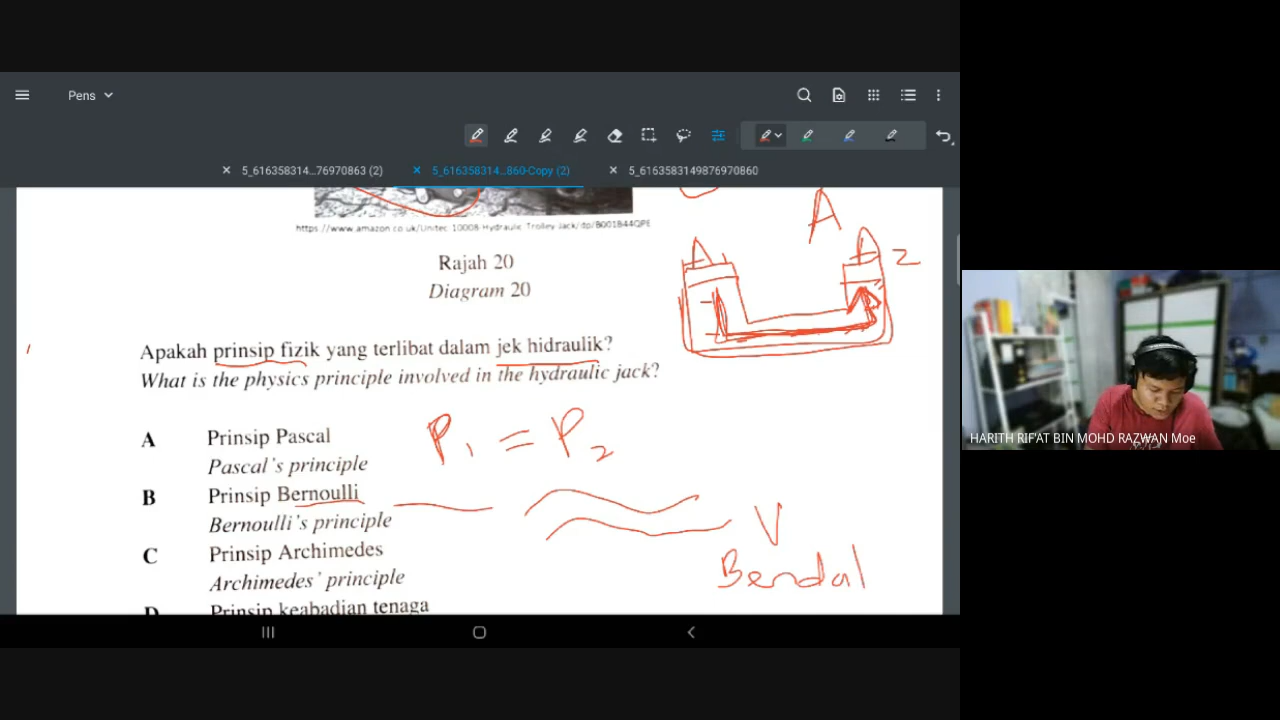 Pens
5_616358314...76970863 (2)
5_616358314...860-Copy (2)
5_6163583149876970860
https://www.amazon.co.uk/Unitec-10008-Hydraulic-Trolley-Jack/dp/B001B44QPE
A
Rajah 20
Diagram 20
2
Apakah prinsip fizik yang terlibat dalam jek hidraulik?
What is the physics principle involved in the hydraulic jack?
A Prinsip Pascal
Pascal's principle
P1 = P2
B Prinsip Bernoulli
Bernoulli's principle
V
Bendal
C Prinsip Archimedes
Archimedes' principle
D Prinsip keabadian tenaga
HARITH RIF'AT BIN MOHD RAZWAN Moe